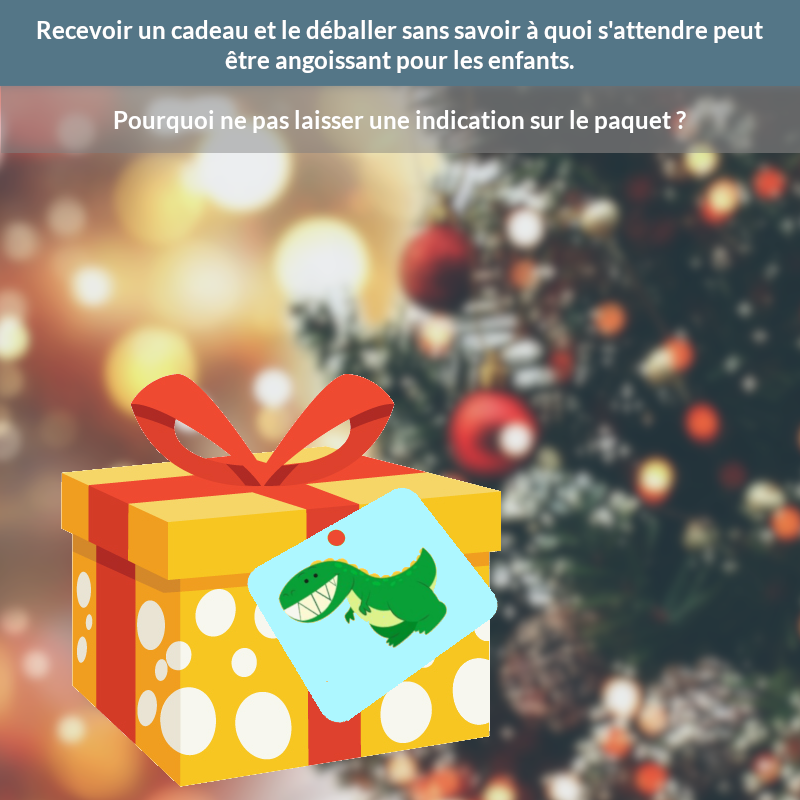 Recevoir un cadeau et le déballer sans savoir à quoi s'attendre peut
être angoissant pour les enfants.
Pourquoi ne pas laisser une indication sur le paquet ?